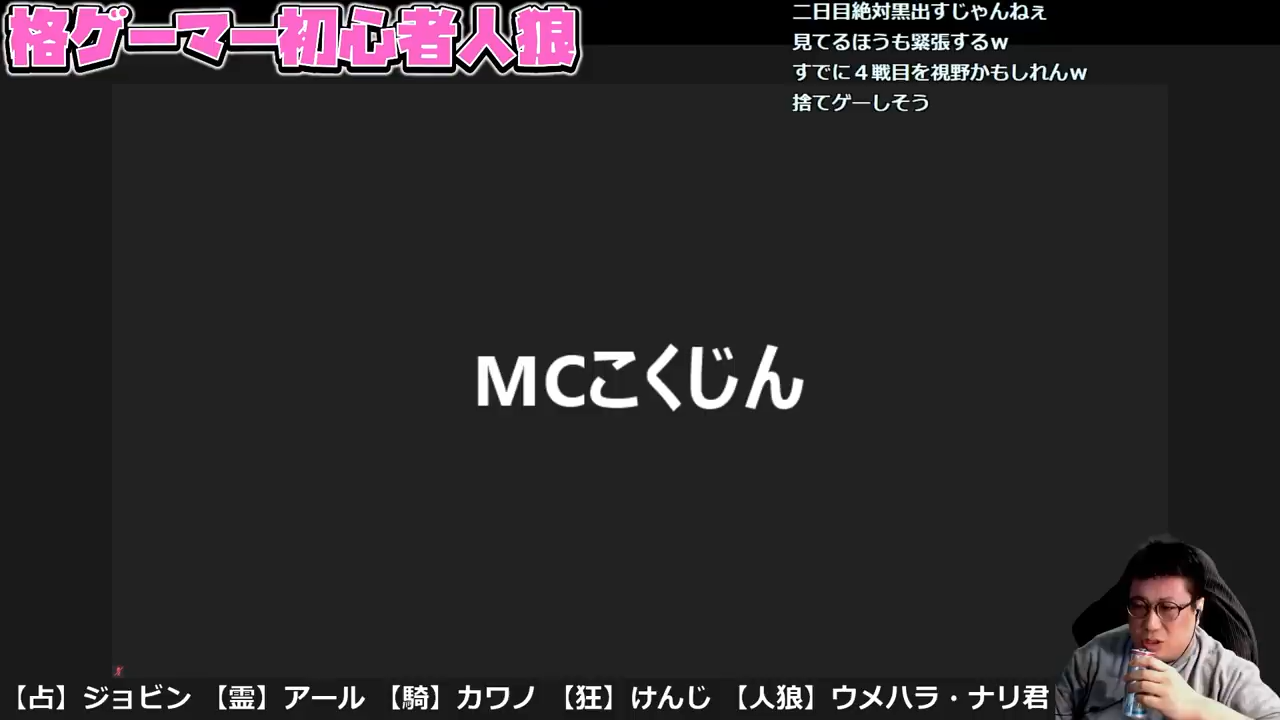 格ゲーマー初心者人狼
二日目絶対黒出すじゃんねぇ
見てるほうも緊張するｗ
すでに４戦目を視野かもしれんｗ
捨てゲーしそう
MCこくじん
【占】ジョビン 【霊】アール 【騎】カワノ 【狂】けんじ 【人狼】ウメハラ・ナリ君